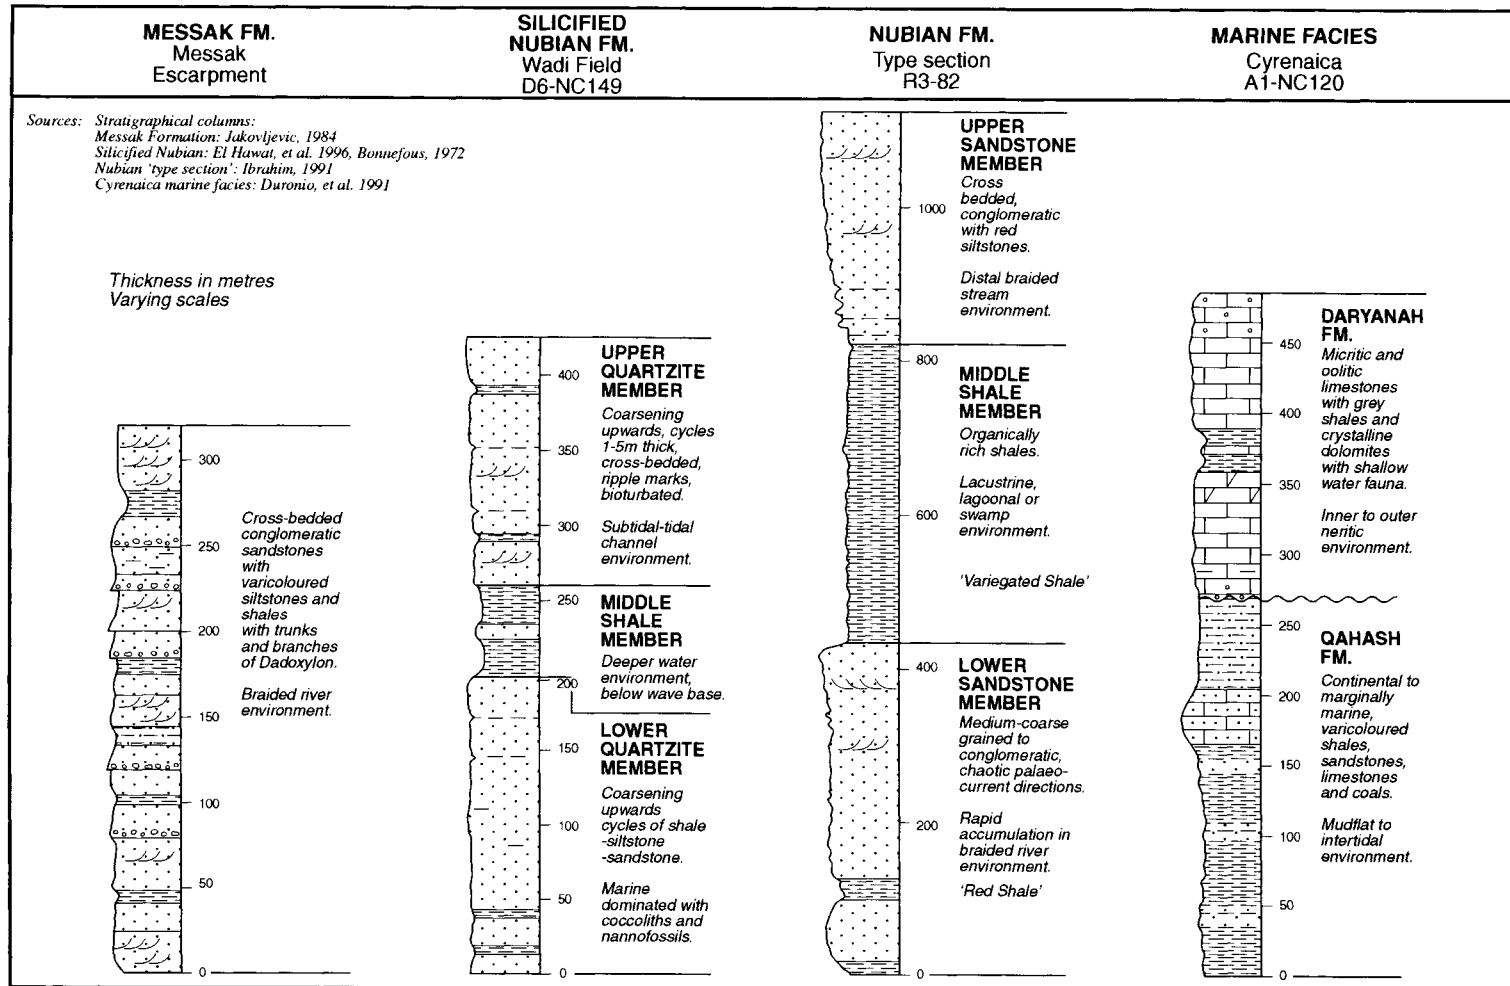 MESSAK FM.
Messak
Escarpment
SILICIFIED
NUBIAN FM.
Wadi Field
D6-NC149
NUBIAN FM.
Type section
R3-82
MARINE FACIES
Cyrenaica
A1-NC120
Sources: Stratigraphical columns:
Messak Formation: Jakovljevic, 1984
Silicified Nubian: El Hawat, et al. 1996, Bonnefous, 1972
Nubian 'type section': Ibrahim, 1991
Cyrenaica marine facies: Duronio, et al. 1991
Thickness in metres
Varying scales
300
250
200
150
100
50
0
Cross-bedded
conglomeratic
sandstones
with
varicoloured
siltstones and
shales
with trunks
and branches
of Dadoxylon.
Braided river
environment.
400
350
300
250
200
150
100
50
0
UPPER
QUARTZITE
MEMBER
Coarsening
upwards, cycles
1-5m thick,
cross-bedded,
ripple marks,
bioturbated.
Subtidal-tidal
channel
environment.
MIDDLE
SHALE
MEMBER
Deeper water
environment,
below wave base.
LOWER
QUARTZITE
MEMBER
Coarsening
upwards
cycles of shale
-siltstone
-sandstone.
Marine
dominated with
coccoliths and
nannofossils.
1000
800
600
400
200
0
UPPER
SANDSTONE
MEMBER
Cross
bedded,
conglomeratic
with red
siltstones.
Distal braided
stream
environment.
MIDDLE
SHALE
MEMBER
Organically
rich shales.
Lacustrine,
lagoonal or
swamp
environment.
'Variegated Shale'
LOWER
SANDSTONE
MEMBER
Medium-coarse
grained to
conglomeratic,
chaotic palaeo-
current directions.
Rapid
accumulation in
braided river
environment.
'Red Shale'
450
400
350
300
250
200
150
100
50
0
DARYANAH
FM.
Micritic and
oolitic
limestones
with grey
shales and
crystalline
dolomites
with shallow
water fauna.
Inner to outer
neritic
environment.
QAHASH
FM.
Continental to
marginally
marine,
varicoloured
shales,
sandstones,
limestones
and coals.
Mudflat to
intertidal
environment.